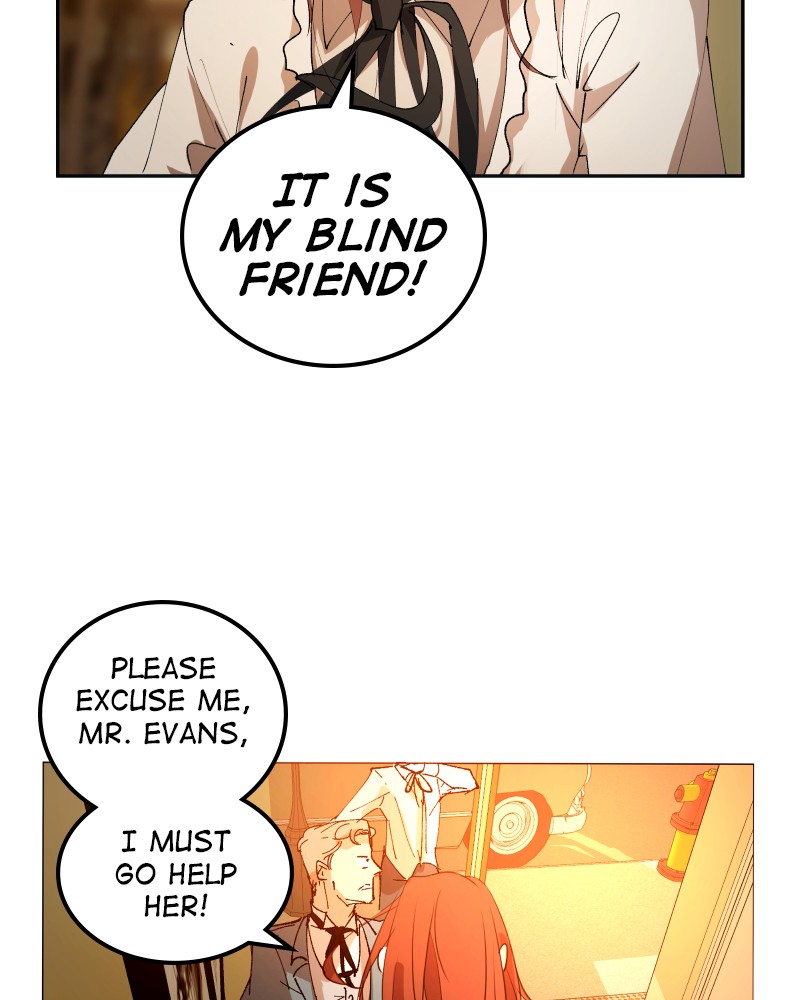 IT IS
MY BLIND
FRIEND!
PLEASE
EXCUSE ME,
MR. EVANS,
I MUST
GO HELP
HER!